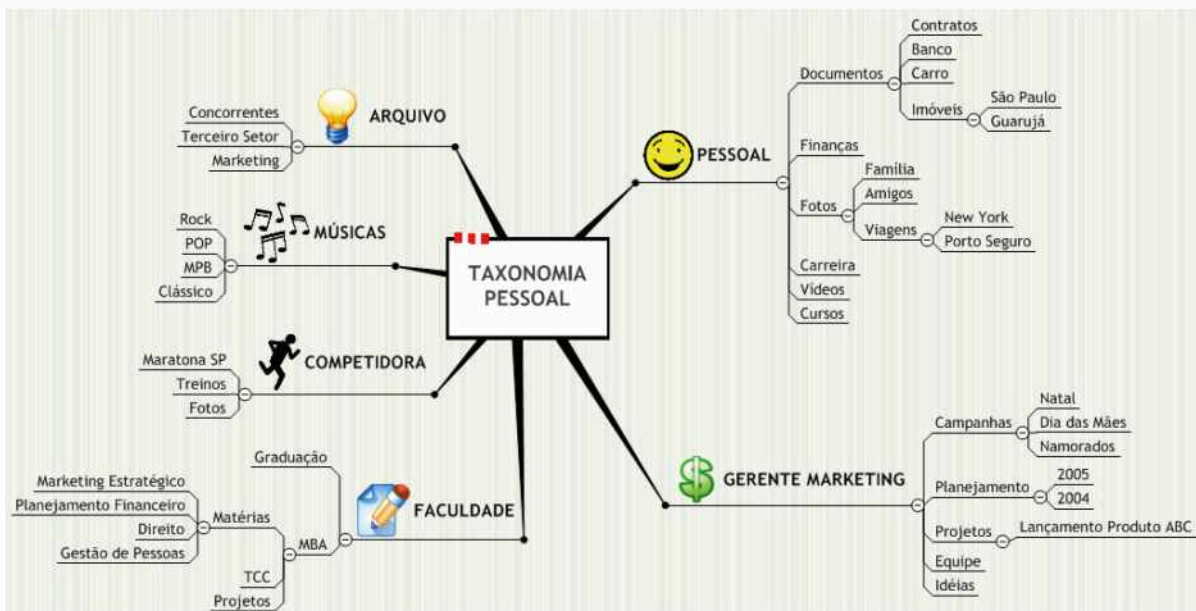 TAXONOMIA
PESSOAL
ARQUIVO
Concorrentes
Terceiro Setor
Marketing
MÚSICAS
Rock
POP
MPB
Clássico
COMPETIDORA
Maratona SP
Treinos
Fotos
FACULDADE
Graduação
MBA
Matérias
Marketing Estratégico
Planejamento Financeiro
Direito
Gestão de Pessoas
TCC
Projetos
PESSOAL
Documentos
Contratos
Banco
Carro
Imóveis
São Paulo
Guarujá
Finanças
Fotos
Família
Amigos
Viagens
New York
Porto Seguro
Carreira
Vídeos
Cursos
GERENTE MARKETING
Campanhas
Natal
Dia das Mães
Namorados
Planejamento
2005
2004
Projetos
Lançamento Produto ABC
Equipe
Idéias